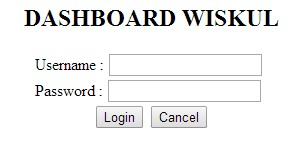 DASHBOARD WISKUL
Username :
Password :
Login Cancel